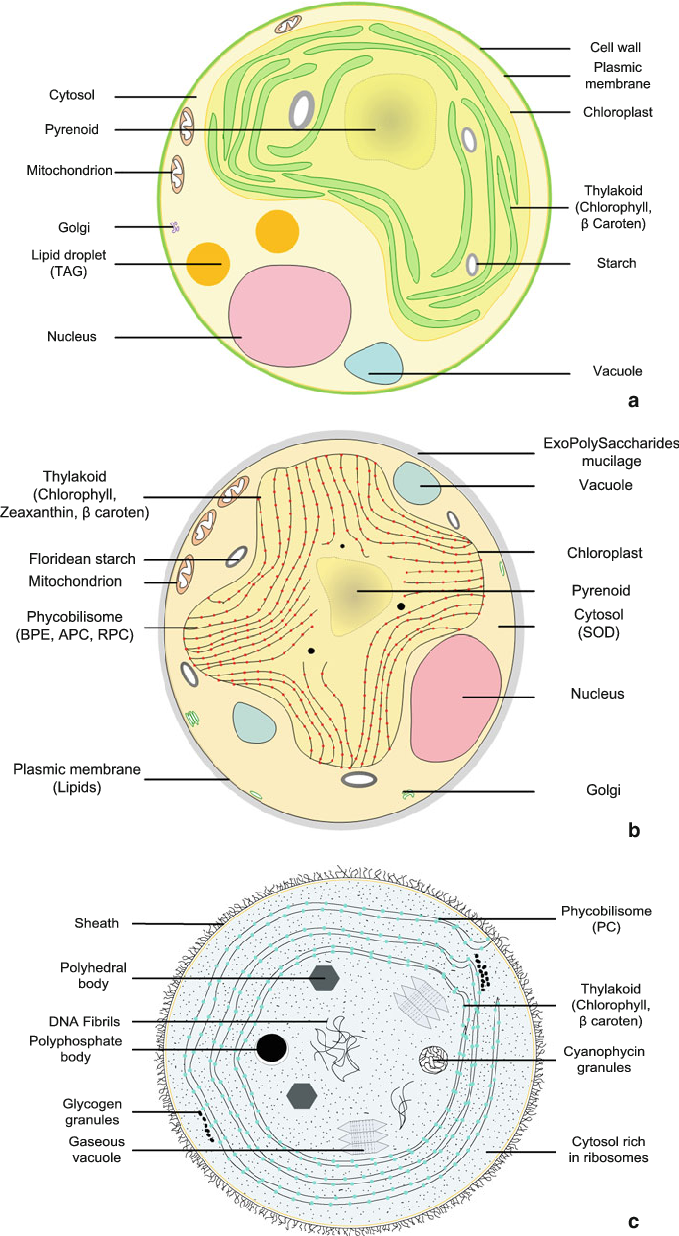 Cell wall
Plasmic
membrane
Cytosol
Chloroplast
Pyrenoid
Mitochondrion
Thylakoid
(Chlorophyll,
β Caroten)
Golgi
Lipid droplet
(TAG)
Starch
Nucleus
Vacuole
a
ExoPolySaccharides
mucilage
Thylakoid
(Chlorophyll,
Zeaxanthin, β caroten)
Vacuole
Floridean starch
Chloroplast
Mitochondrion
Pyrenoid
Phycobilisome
(BPE, APC, RPC)
Cytosol
(SOD)
Nucleus
Plasmic membrane
(Lipids)
Golgi
b
Sheath
Phycobilisome
(PC)
Polyhedral
body
Thylakoid
(Chlorophyll,
β caroten)
DNA Fibrils
Polyphosphate
body
Cyanophycin
granules
Glycogen
granules
Gaseous
vacuole
Cytosol rich
in ribosomes
c